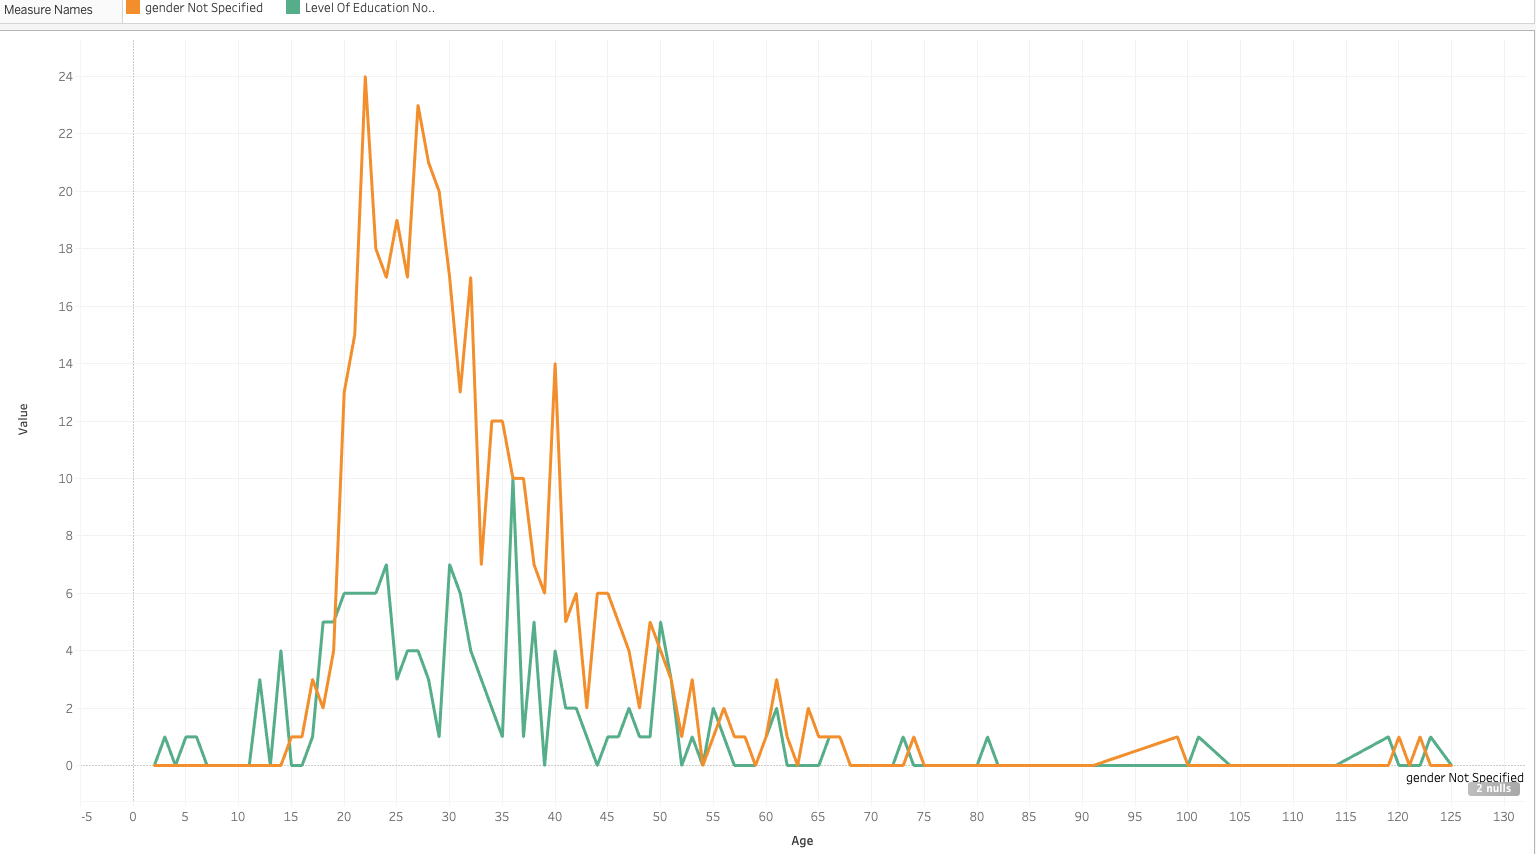 Measure Names gender Not Specified Level Of Education No..
24
22
20
18
16
14
12
10
8
6
4
2
0
Value
gender Not Specified
2 nulls
-5 0 5 10 15 20 25 30 35 40 45 50 55 60 65 70 75 80 85 90 95 100 105 110 115 120 125 130
Age